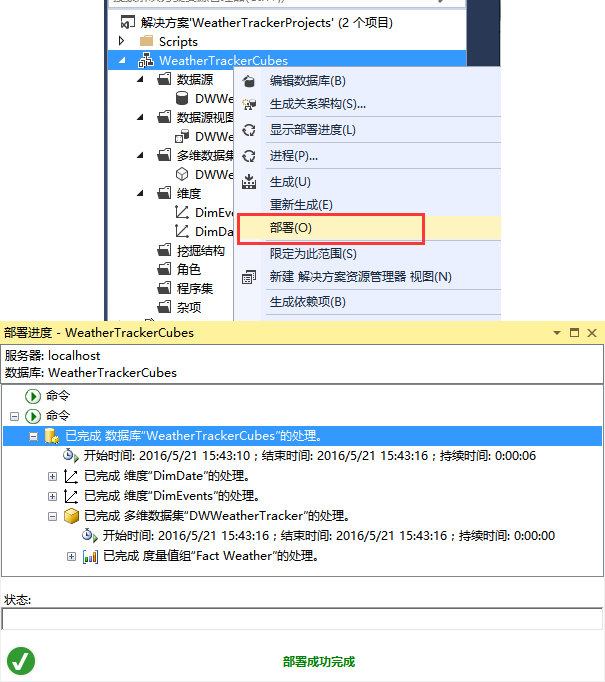 解决方案'WeatherTrackerProjects' (2 个项目)
Scripts
WeatherTrackerCubes
数据源
DWWe
数据源视图
DWWe
多维数据集
DWWe
维度
DimEv
DimDa
挖掘结构
角色
程序集
杂项
编辑数据库(B)
生成关系架构(S)...
显示部署进度(L)
进程(P)...
生成(U)
重新生成(E)
部署(O)
限定为此范围(S)
新建 解决方案资源管理器 视图(N)
生成依赖项(B)
部署进度 - WeatherTrackerCubes
服务器: localhost
数据库: WeatherTrackerCubes
命令
命令
已完成 数据库“WeatherTrackerCubes”的处理。
开始时间: 2016/5/21 15:43:10；结束时间: 2016/5/21 15:43:16；持续时间: 0:00:06
已完成 维度“DimDate”的处理。
已完成 维度“DimEvents”的处理。
已完成 多维数据集“DWWeatherTracker”的处理。
开始时间: 2016/5/21 15:43:16；结束时间: 2016/5/21 15:43:16；持续时间: 0:00:00
已完成 度量值组“Fact Weather”的处理。
状态:
部署成功完成